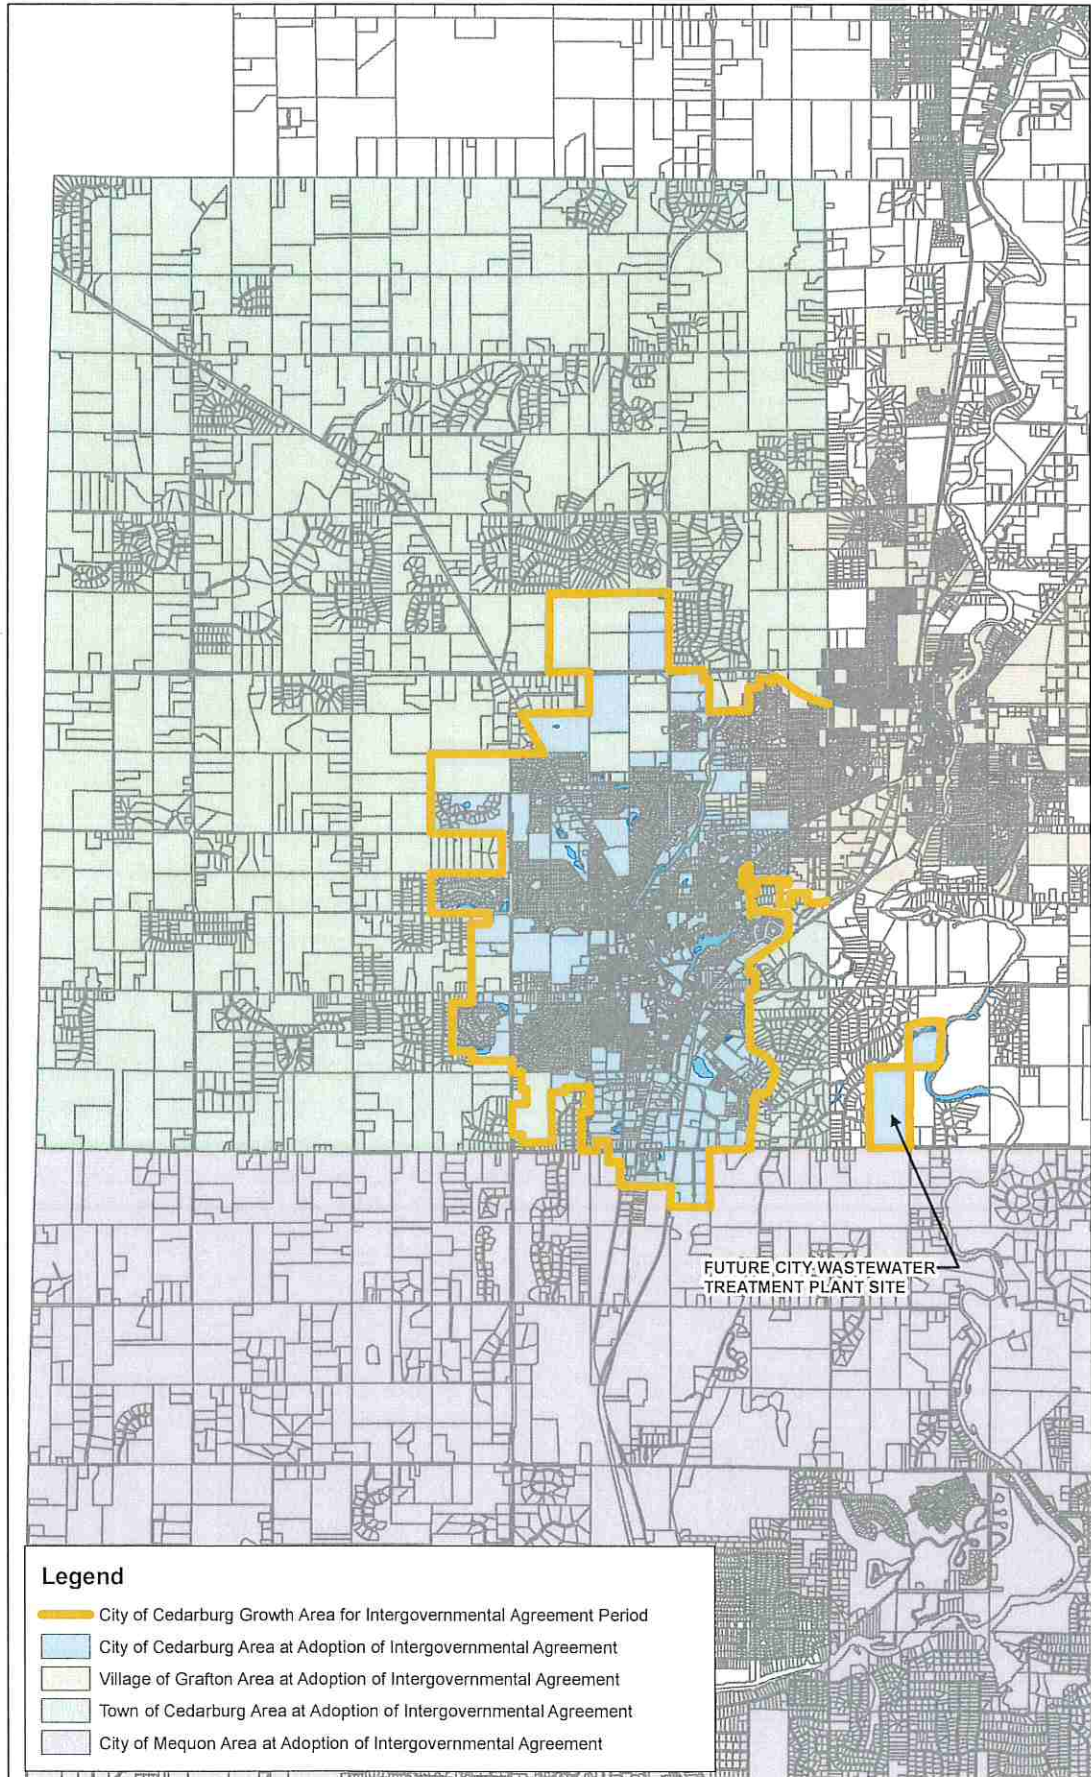 FUTURE CITY WASTEWATER
TREATMENT PLANT SITE
Legend
City of Cedarburg Growth Area for Intergovernmental Agreement Period
City of Cedarburg Area at Adoption of Intergovernmental Agreement
Village of Grafton Area at Adoption of Intergovernmental Agreement
Town of Cedarburg Area at Adoption of Intergovernmental Agreement
City of Mequon Area at Adoption of Intergovernmental Agreement